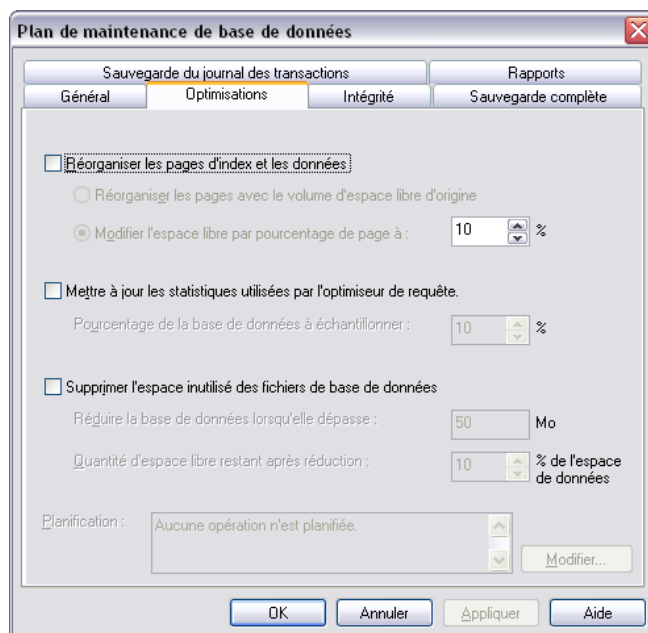 Plan de maintenance de base de données
Sauvegarde du journal des transactions
Rapports
Général
Optimisations
Intégrité
Sauvegarde complète
Réorganiser les pages d'index et les données
Réorganiser les pages avec le volume d'espace libre d'origine
Modifier l'espace libre par pourcentage de page à :
10
%
Mettre à jour les statistiques utilisées par l'optimiseur de requête.
Pourcentage de la base de données à échantillonner :
10
%
Supprimer l'espace inutilisé des fichiers de base de données
Réduire la base de données lorsqu'elle dépasse :
50
Mo
Quantité d'espace libre restant après réduction :
10
% de l'espace
de données
Planification :
Aucune opération n'est planifiée.
Modifier...
OK
Annuler
Appliquer
Aide